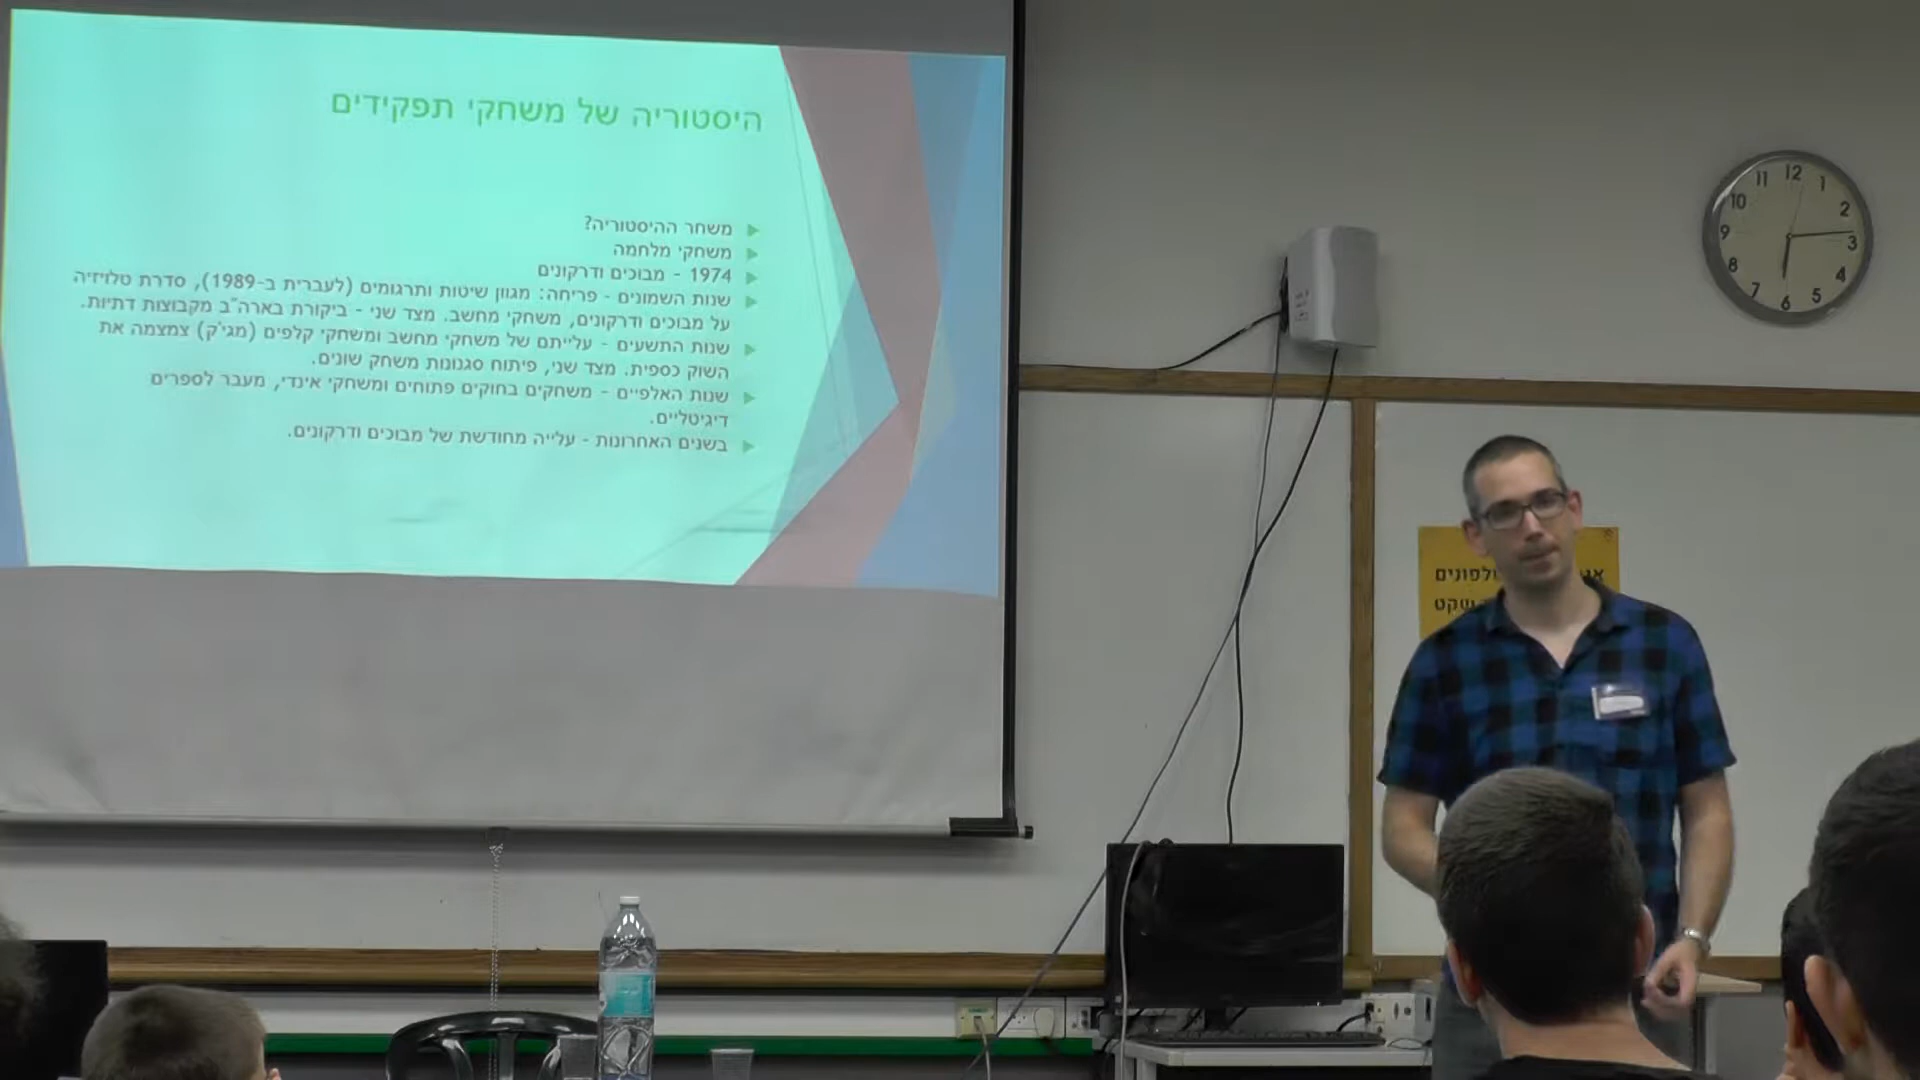 היסטוריה של משחקי תפקידים
משחר ההיסטוריה?
משחקי מלחמה
1974 - מבוכים ודרקונים
שנות השמונים - פריחה: מגוון שיטות ותרגומים (לעברית ב-1989), סדרת טלויזיה
על מבוכים ודרקונים, משחקי מחשב. מצד שני - ביקורת בארה"ב מקבוצות דתיות.
שנות התשעים - עלייתם של משחקי מחשב ומשחקי קלפים (מג'יק) צמצמה את
השוק כספית. מצד שני, פיתוח סגנונות משחק שונים.
שנות האלפיים - משחקים בחוקים פתוחים ומשחקי אינדי, מעבר לספרים
דיגיטליים.
בשנים האחרונות - עלייה מחודשת של מבוכים ודרקונים.
12
1
2
3
4
5
6
7
8
9
10
11